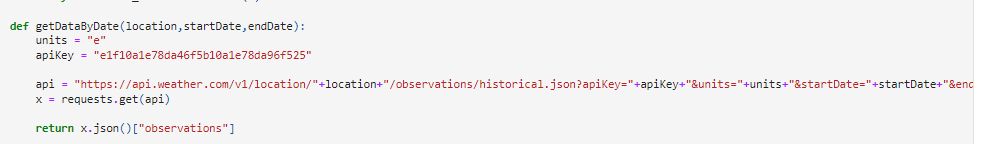 def getDataByDate(location,startDate,endDate):
    units = "e"
    apiKey = "e1f10a1e78da46f5b10a1e78da96f525"
    api = "https://api.weather.com/v1/location/"+location+"/observations/historical.json?apiKey="+apiKey+"&units="+units+"&startDate="+startDate+"&end
    x = requests.get(api)
    return x.json()["observations"]